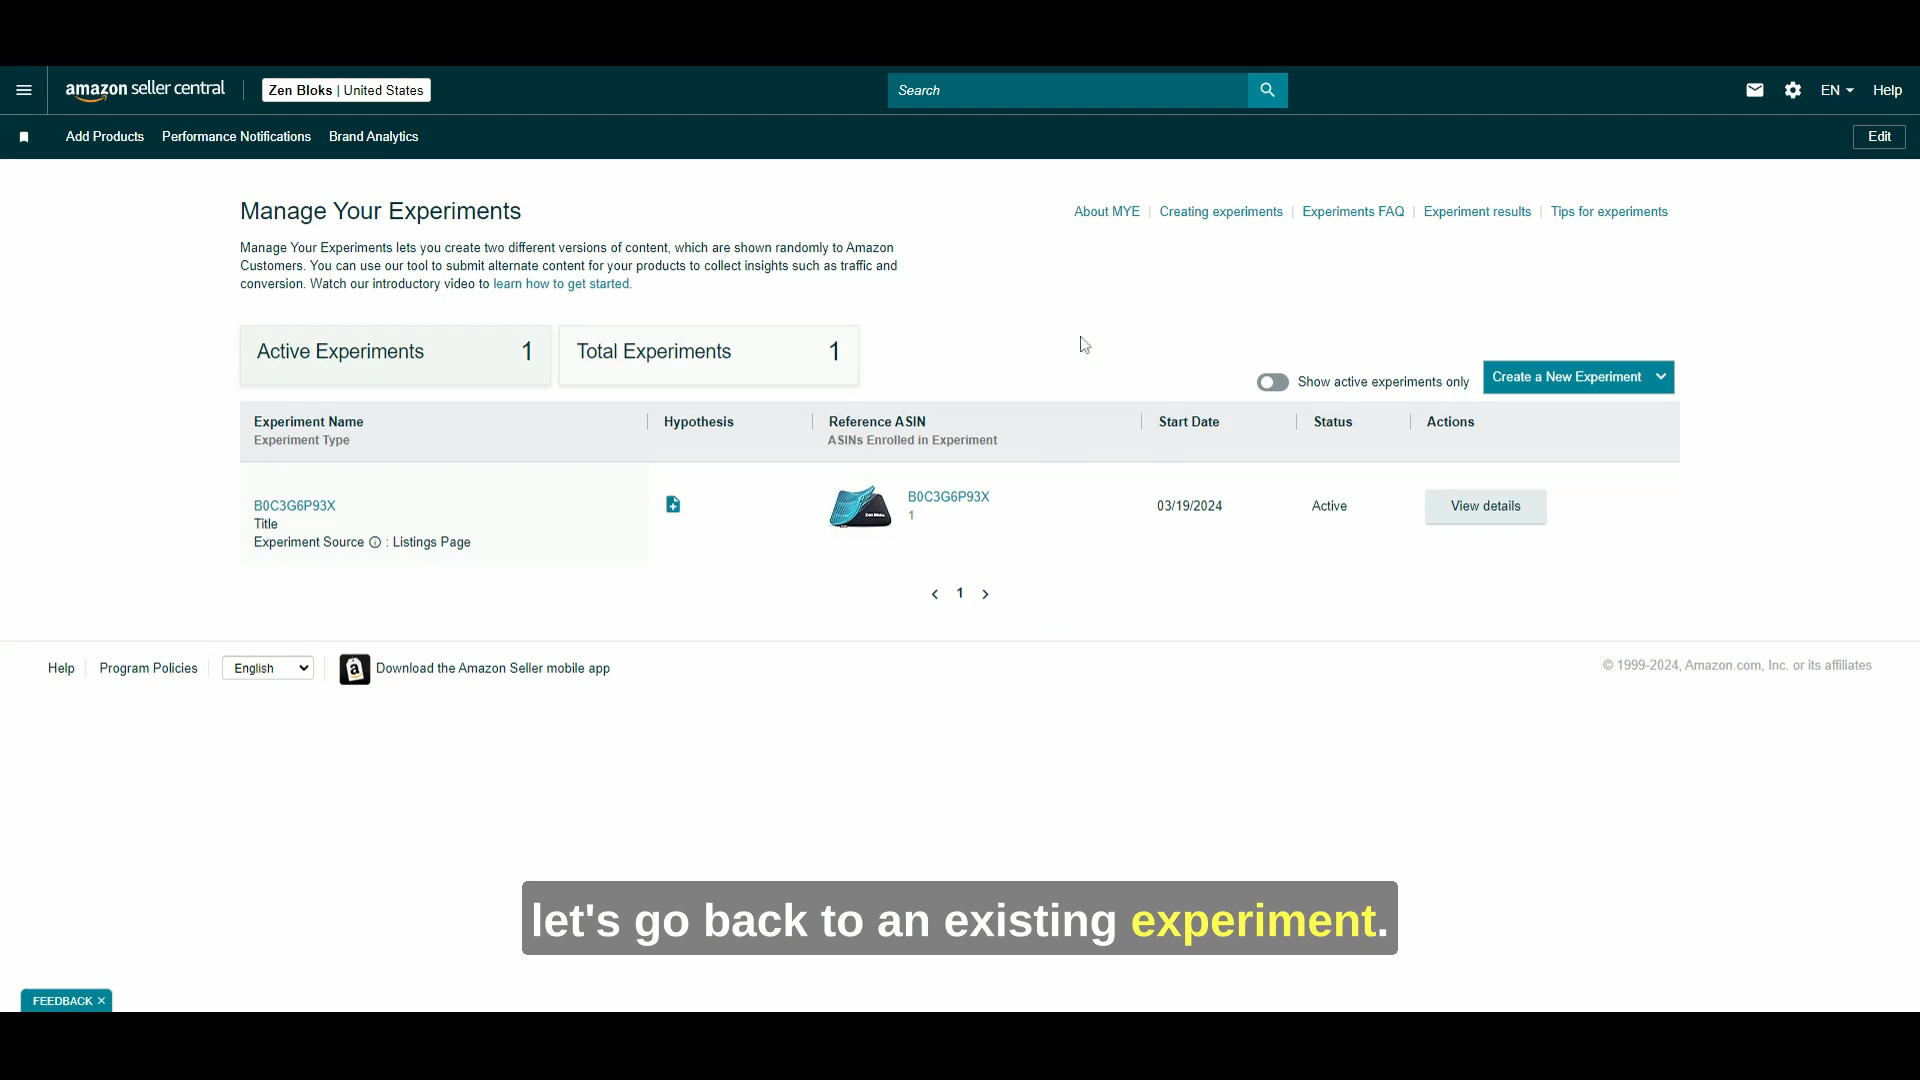 amazon seller central
Zen Bloks | United States
Search
EN
Help
Add Products
Performance Notifications
Brand Analytics
Edit
Manage Your Experiments
About MYE
Creating experiments
Experiments FAQ
Experiment results
Tips for experiments
Manage Your Experiments lets you create two different versions of content, which are shown randomly to Amazon
Customers. You can use our tool to submit alternate content for your products to collect insights such as traffic and
conversion. Watch our introductory video to learn how to get started.
Active Experiments 1
Total Experiments 1
Show active experiments only
Create a New Experiment
Experiment Name
Experiment Type
Hypothesis
Reference ASIN
ASINs Enrolled in Experiment
Start Date
Status
Actions
B0C3G6P93X
Title
Experiment Source : Listings Page
Zen Bloks
B0C3G6P93X
1
03/19/2024
Active
View details
1
Help
Program Policies
English
a
Download the Amazon Seller mobile app
© 1999-2024, Amazon.com, Inc. or its affiliates
let's go back to an existing experiment.
FEEDBACK ×